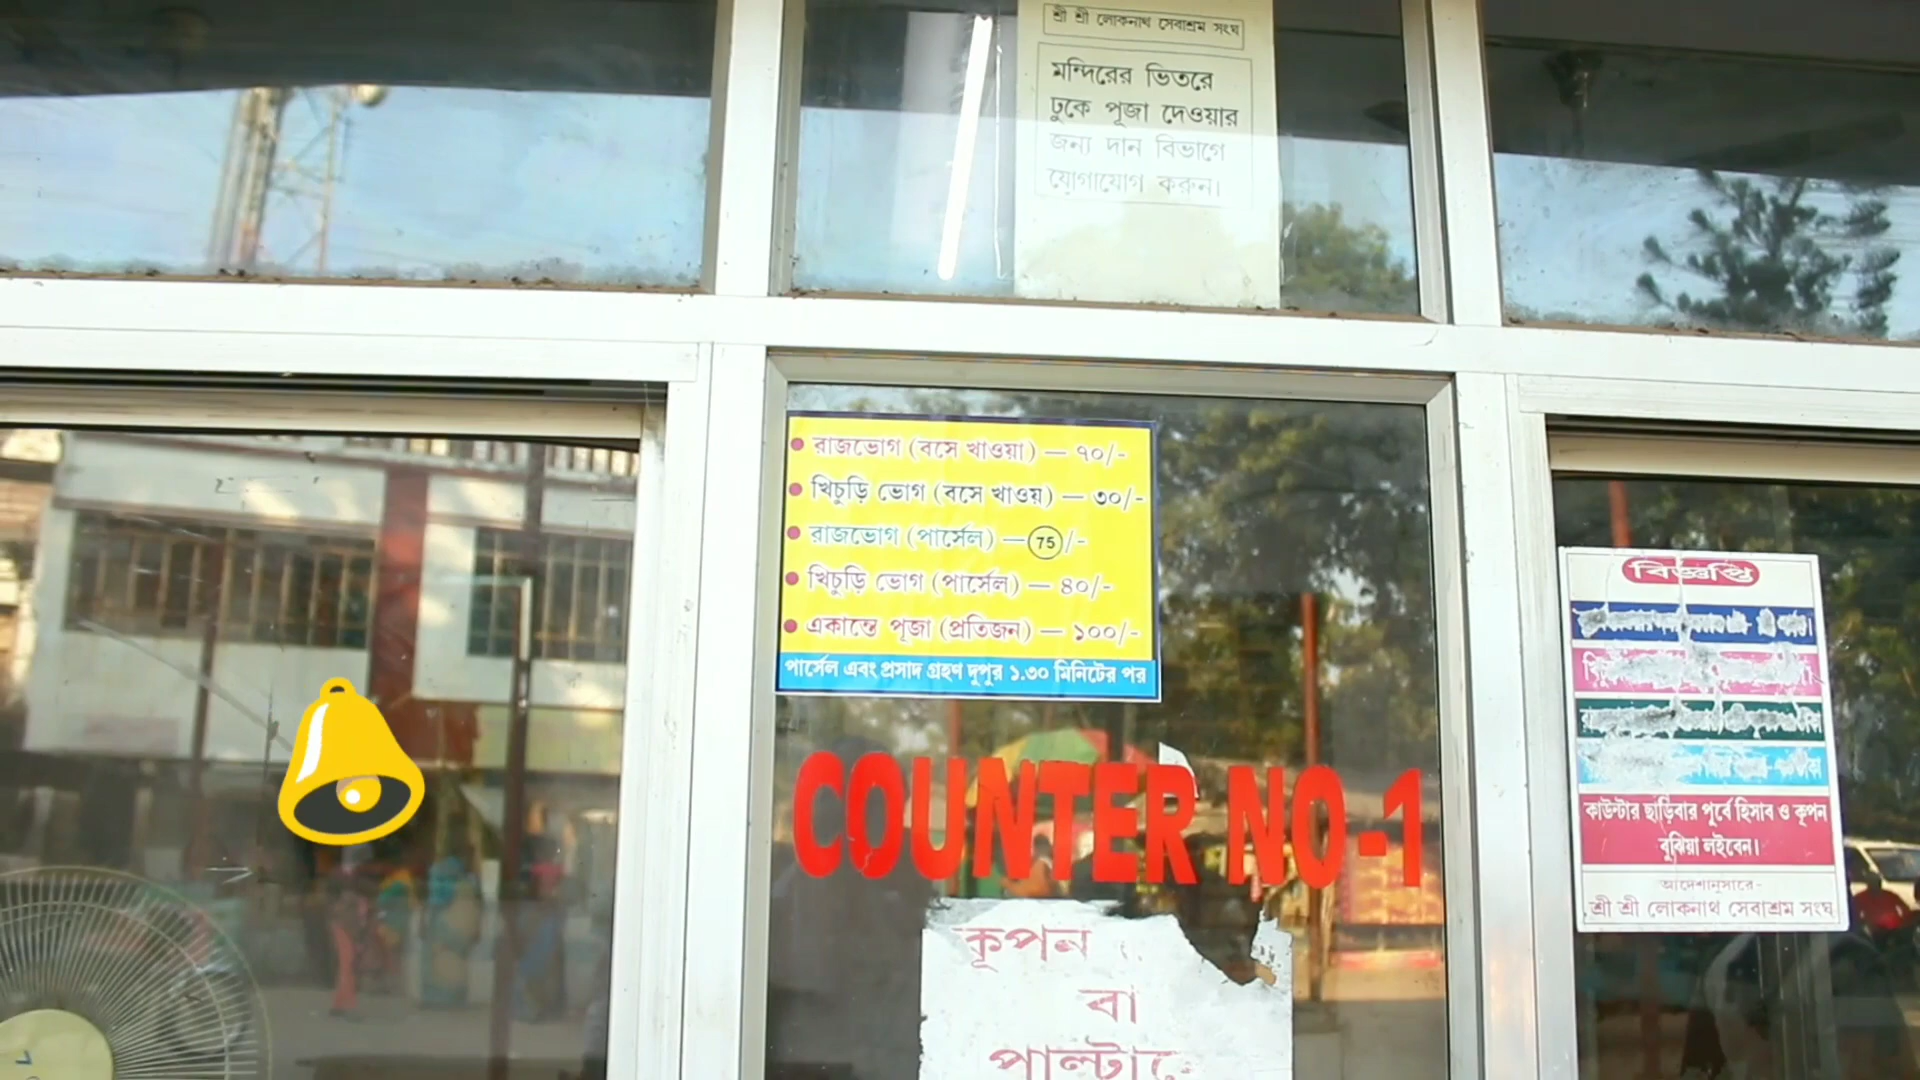 শ্রী শ্রী লোকনাথ সেবাশ্রম সংঘ
মন্দিরের ভিতরে
ঢুকে পূজা দেওয়ার
জন্য দান বিভাগে
যোগাযোগ করুন।
রাজভোগ (বসে খাওয়া) — ৭০/-
খিচুড়ি ভোগ (বসে খাওয়) — ৩০/-
রাজভোগ (পার্সেল) — 75/-
খিচুড়ি ভোগ (পার্সেল) — ৪০/-
একান্তে পূজা (প্রতিজন) — ১০০/-
পার্সেল এবং প্রসাদ গ্রহণ দুপুর ১.৩০ মিনিটের পর
COUNTER NO-1
কূপন
বা
বিজ্ঞপ্তি
কাউন্টার ছাড়িবার পূর্বে হিসাব ও কূপন
বুঝিয়া লইবেন।
আদেশানুসারে-
শ্রী শ্রী লোকনাথ সেবাশ্রম সংঘ